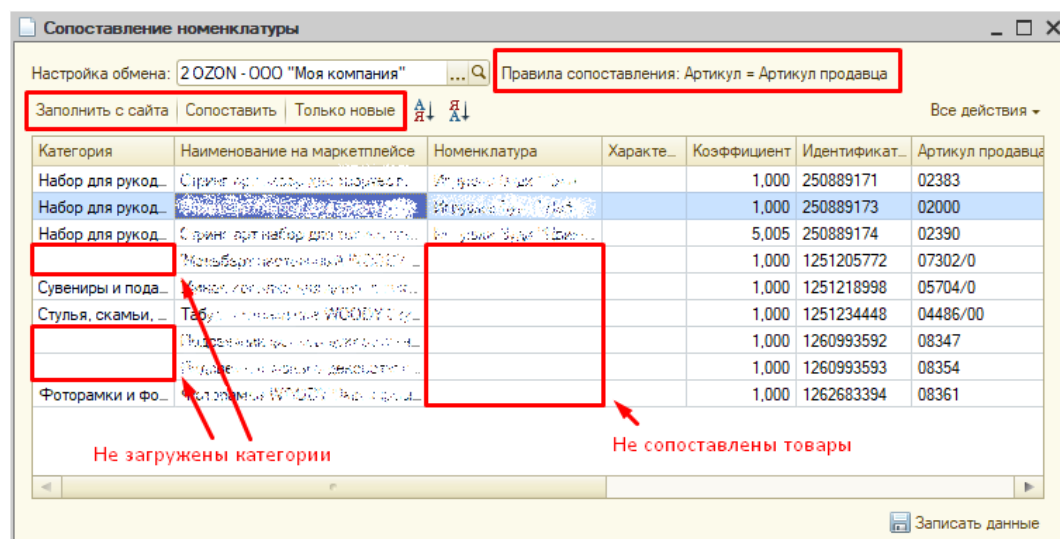 Сопоставление номенклатуры
Настройка обмена: 2 OZON - ООО "Моя компания" ... Правила сопоставления: Артикул = Артикул продавца
Заполнить с сайта Сопоставить Только новые Все действия
Категория Наименование на маркетплейсе Номенклатура Характе... Коэффициент Идентификат... Артикул продавца
Набор для рукод... 1,000 250889171 02383
Набор для рукод... 1,000 250889173 02000
Набор для рукод... 5,005 250889174 02390
1,000 1251205772 07302/0
Сувениры и пода... 1,000 1251218998 05704/0
Стулья, скамьи, ... 1,000 1251234448 04486/00
1,000 1260993592 08347
1,000 1260993593 08354
Фоторамки и фо... 1,000 1262683394 08361
Не загружены категории
Не сопоставлены товары
Записать данные